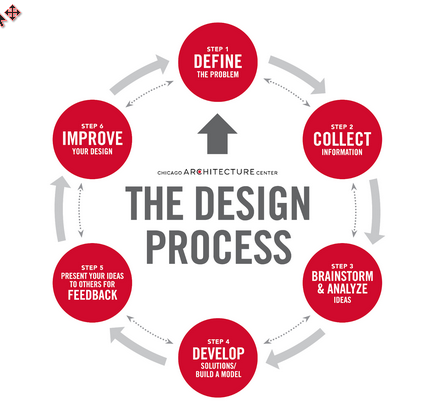 STEP 1
DEFINE
THE PROBLEM
STEP 2
COLLECT
INFORMATION
STEP 3
BRAINSTORM
& ANALYZE
IDEAS
STEP 4
DEVELOP
SOLUTIONS/
BUILD A MODEL
STEP 5
PRESENT YOUR IDEAS
TO OTHERS FOR
FEEDBACK
STEP 6
IMPROVE
YOUR DESIGN
CHICAGO ARCHITECTURE CENTER
THE DESIGN
PROCESS